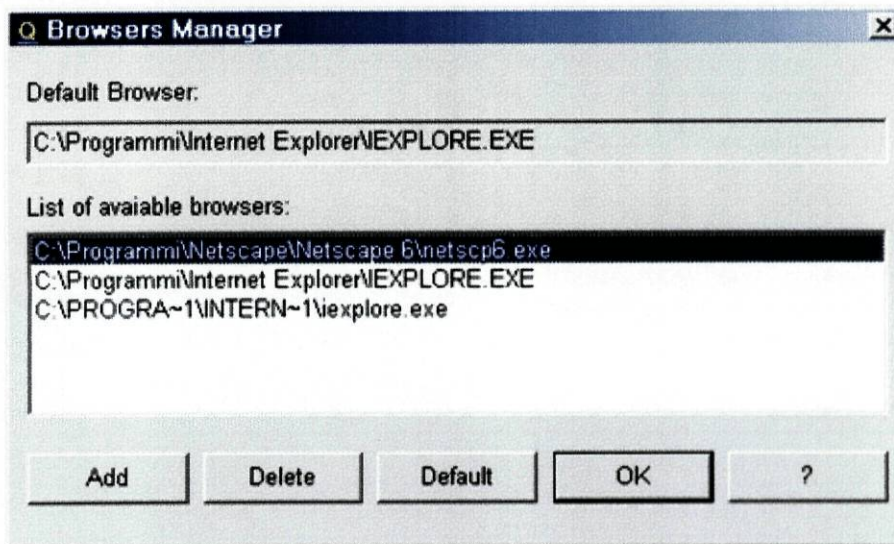 Q Browsers Manager
Default Browser:
C:\Programmi\Internet Explorer\IEXPLORE.EXE
List of avaiable browsers:
C:\Programmi\Netscape\Netscape 6\netscp6.exe
C:\Programmi\Internet Explorer\IEXPLORE.EXE
C:\PROGRA~1\INTERN~1\iexplore.exe
Add Delete Default OK ?